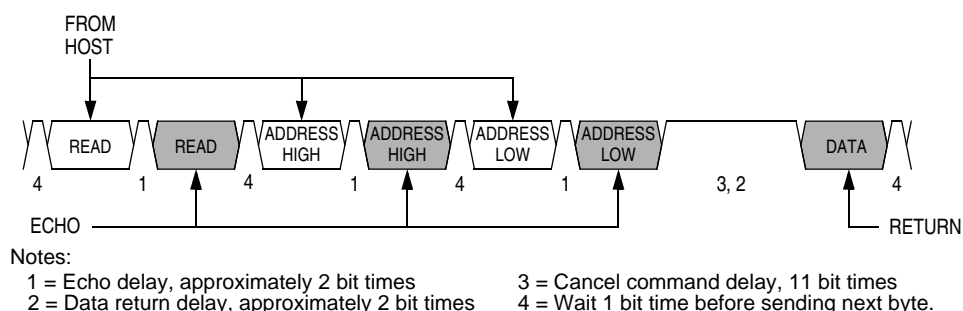 FROM
HOST
READ READ ADDRESS HIGH ADDRESS HIGH ADDRESS LOW ADDRESS LOW DATA
4 1 4 1 4 1 3, 2 4
ECHO RETURN
Notes:
1 = Echo delay, approximately 2 bit times 3 = Cancel command delay, 11 bit times
2 = Data return delay, approximately 2 bit times 4 = Wait 1 bit time before sending next byte.